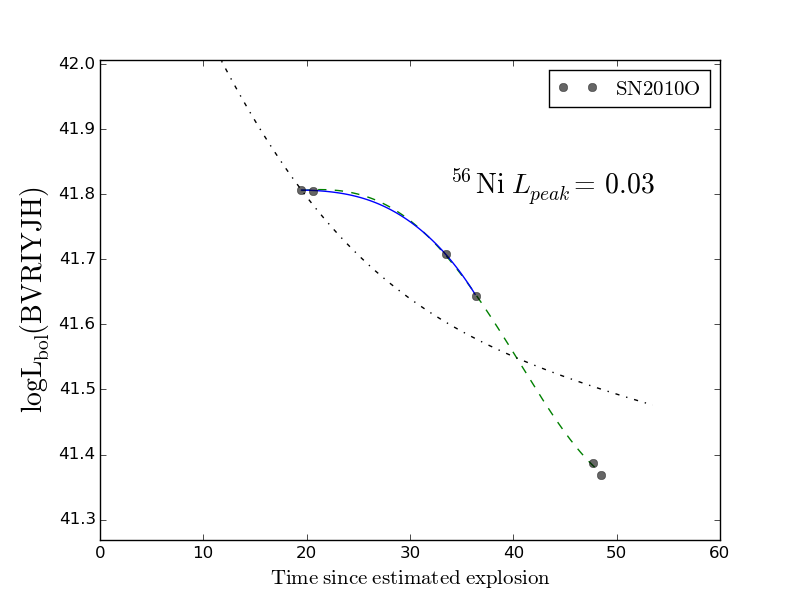 SN2010O
⁵⁶Ni L_peak = 0.03
logL_bol(BVRIYJH)
42.0
41.9
41.8
41.7
41.6
41.5
41.4
41.3
0 10 20 30 40 50 60
Time since estimated explosion